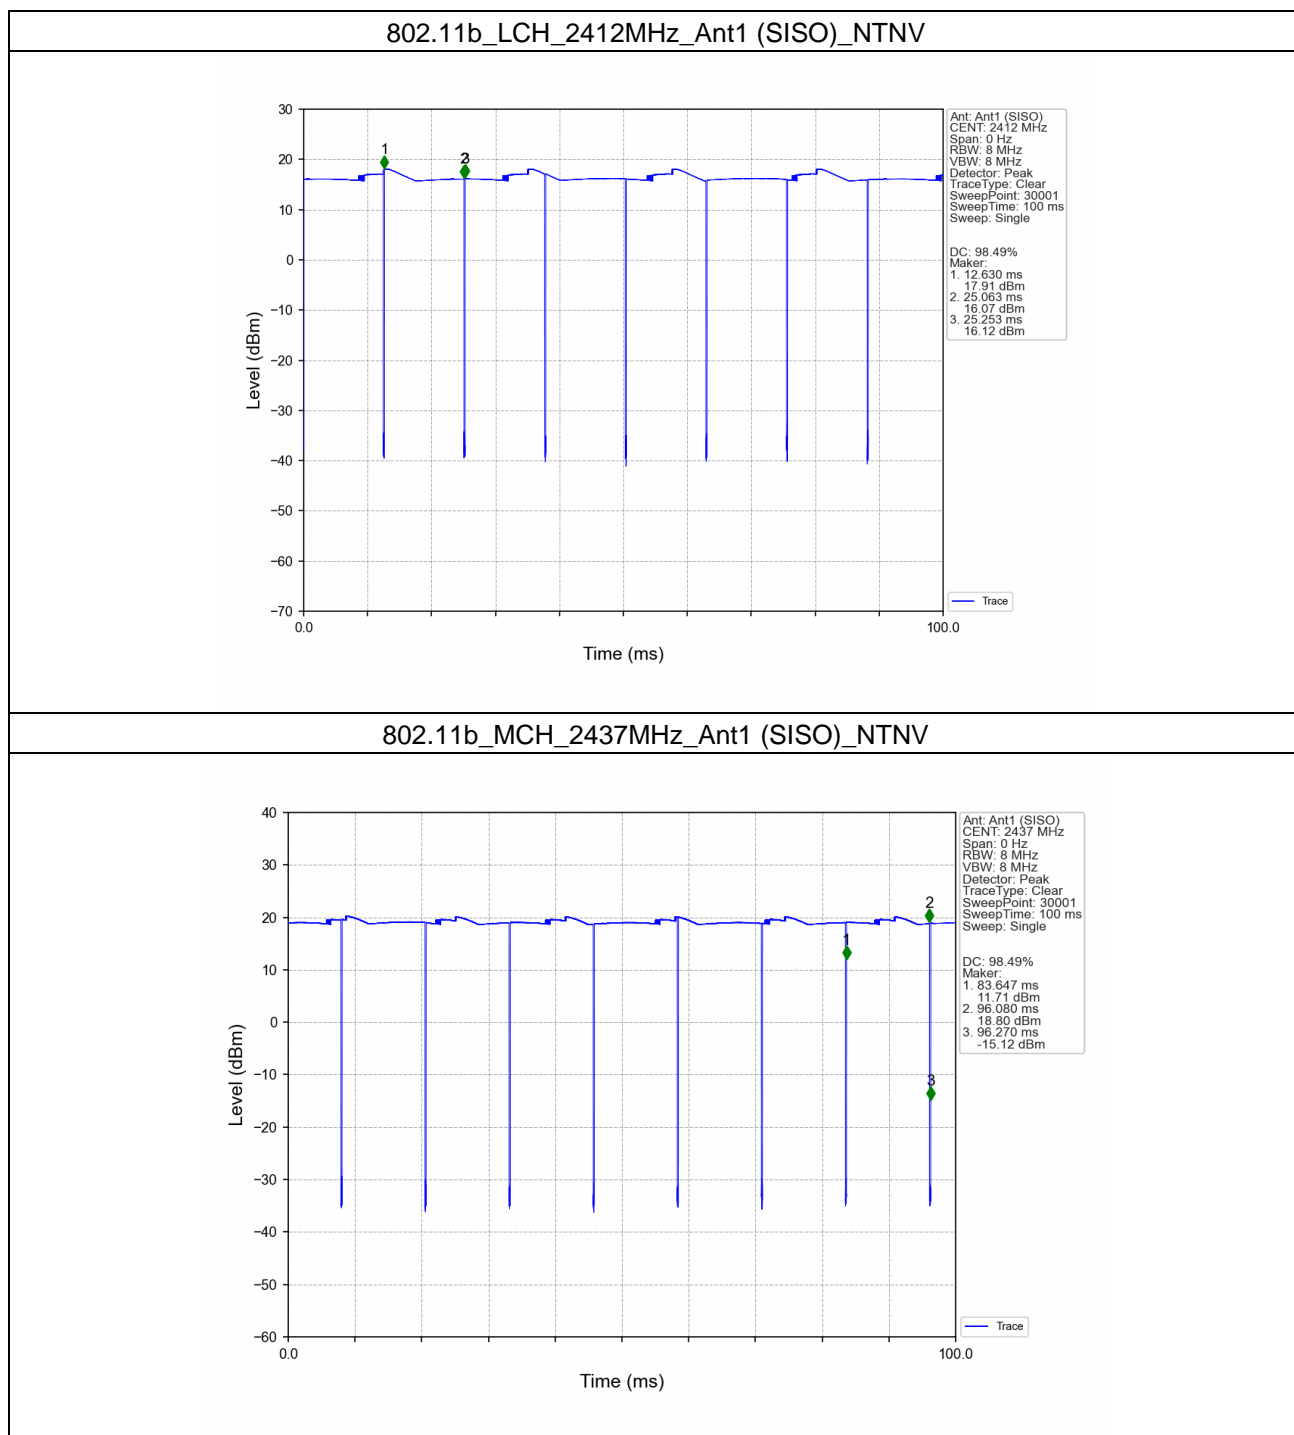 802.11b_LCH_2412MHz_Ant1 (SISO)_NTNV
30
20
10
0
−10
−20
−30
−40
−50
−60
−70
Level (dBm)
1
2
3
0.0
100.0
Time (ms)
Ant: Ant1 (SISO)
CENT: 2412 MHz
Span: 0 Hz
RBW: 8 MHz
VBW: 8 MHz
Detector: Peak
TraceType: Clear
SweepPoint: 30001
SweepTime: 100 ms
Sweep: Single
DC: 98.49%
Maker:
1. 12.630 ms
17.91 dBm
2. 25.063 ms
16.07 dBm
3. 25.253 ms
16.12 dBm
Trace
802.11b_MCH_2437MHz_Ant1 (SISO)_NTNV
40
30
20
10
0
−10
−20
−30
−40
−50
−60
Level (dBm)
1
2
3
0.0
100.0
Time (ms)
Ant: Ant1 (SISO)
CENT: 2437 MHz
Span: 0 Hz
RBW: 8 MHz
VBW: 8 MHz
Detector: Peak
TraceType: Clear
SweepPoint: 30001
SweepTime: 100 ms
Sweep: Single
DC: 98.49%
Maker:
1. 83.647 ms
11.71 dBm
2. 96.080 ms
18.80 dBm
3. 96.270 ms
-15.12 dBm
Trace